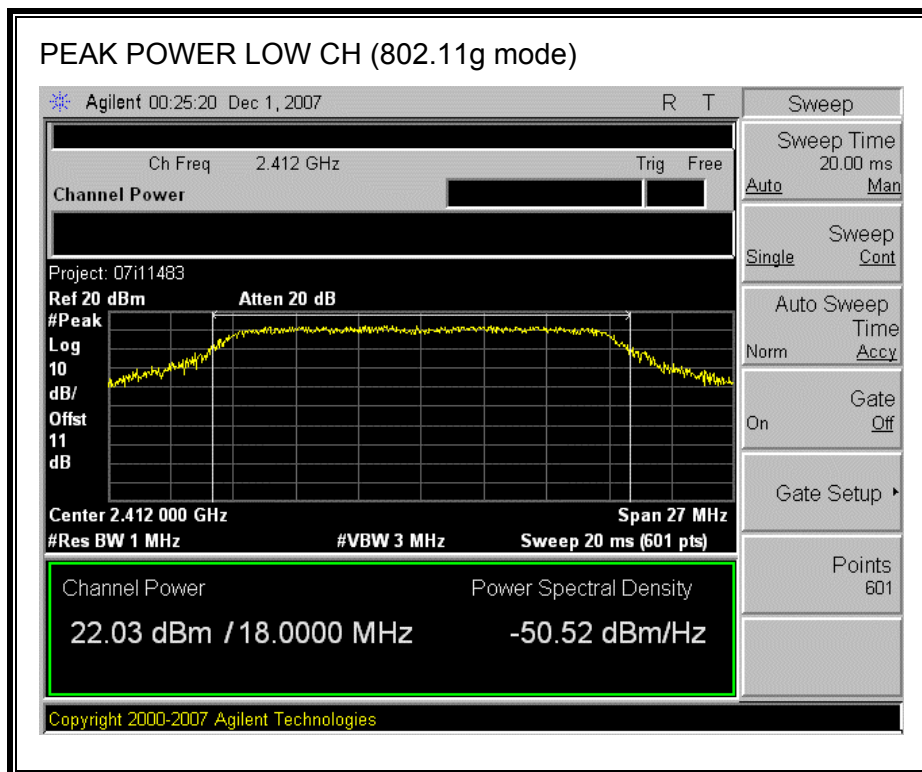 PEAK POWER LOW CH (802.11g mode)
Agilent 00:25:20 Dec 1, 2007 R T
Ch Freq 2.412 GHz Trig Free
Channel Power
Project: 07i11483
Ref 20 dBm Atten 20 dB
#Peak
Log
10
dB/
Offst
11
dB
Center 2.412 000 GHz Span 27 MHz
#Res BW 1 MHz #VBW 3 MHz Sweep 20 ms (601 pts)
Channel Power Power Spectral Density
22.03 dBm / 18.0000 MHz -50.52 dBm/Hz
Copyright 2000-2007 Agilent Technologies
Sweep
Sweep Time
20.00 ms
Auto Man
Sweep
Single Cont
Auto Sweep
Time
Norm Accy
Gate
On Off
Gate Setup
Points
601